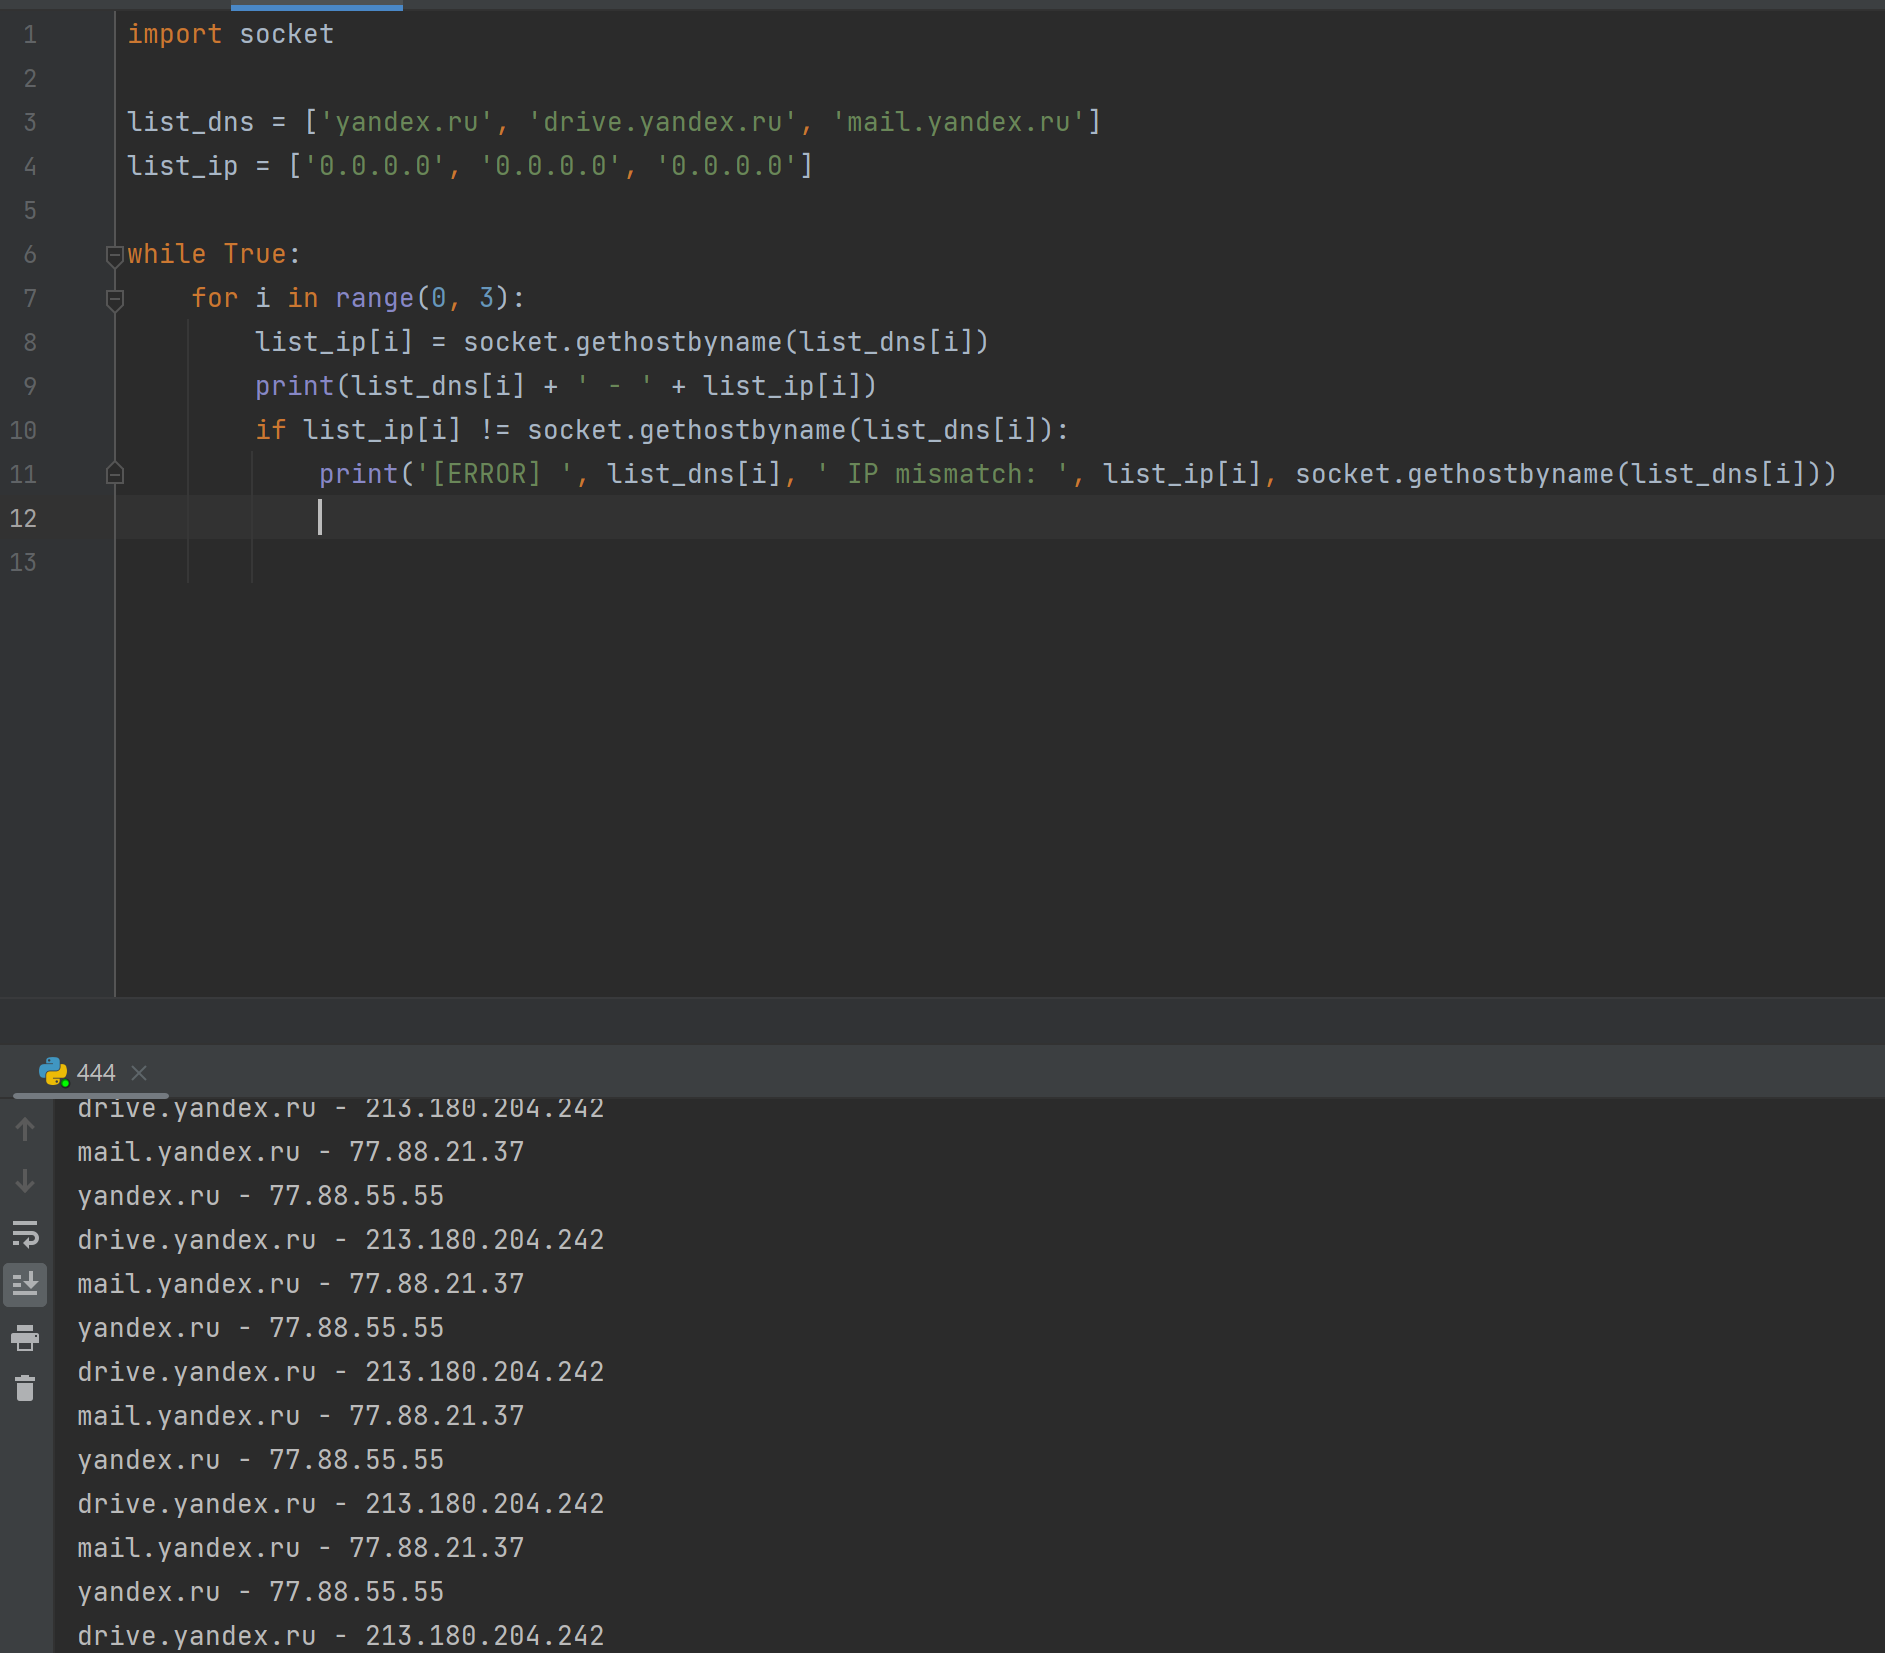 1 import socket
2
3 list_dns = ['yandex.ru', 'drive.yandex.ru', 'mail.yandex.ru']
4 list_ip = ['0.0.0.0', '0.0.0.0', '0.0.0.0']
5
6 while True:
7     for i in range(0, 3):
8         list_ip[i] = socket.gethostbyname(list_dns[i])
9         print(list_dns[i] + ' - ' + list_ip[i])
10         if list_ip[i] != socket.gethostbyname(list_dns[i]):
11             print('[ERROR] ', list_dns[i], ' IP mismatch: ', list_ip[i], socket.gethostbyname(list_dns[i]))
12
13
444
drive.yandex.ru - 213.180.204.242
mail.yandex.ru - 77.88.21.37
yandex.ru - 77.88.55.55
drive.yandex.ru - 213.180.204.242
mail.yandex.ru - 77.88.21.37
yandex.ru - 77.88.55.55
drive.yandex.ru - 213.180.204.242
mail.yandex.ru - 77.88.21.37
yandex.ru - 77.88.55.55
drive.yandex.ru - 213.180.204.242
mail.yandex.ru - 77.88.21.37
yandex.ru - 77.88.55.55
drive.yandex.ru - 213.180.204.242